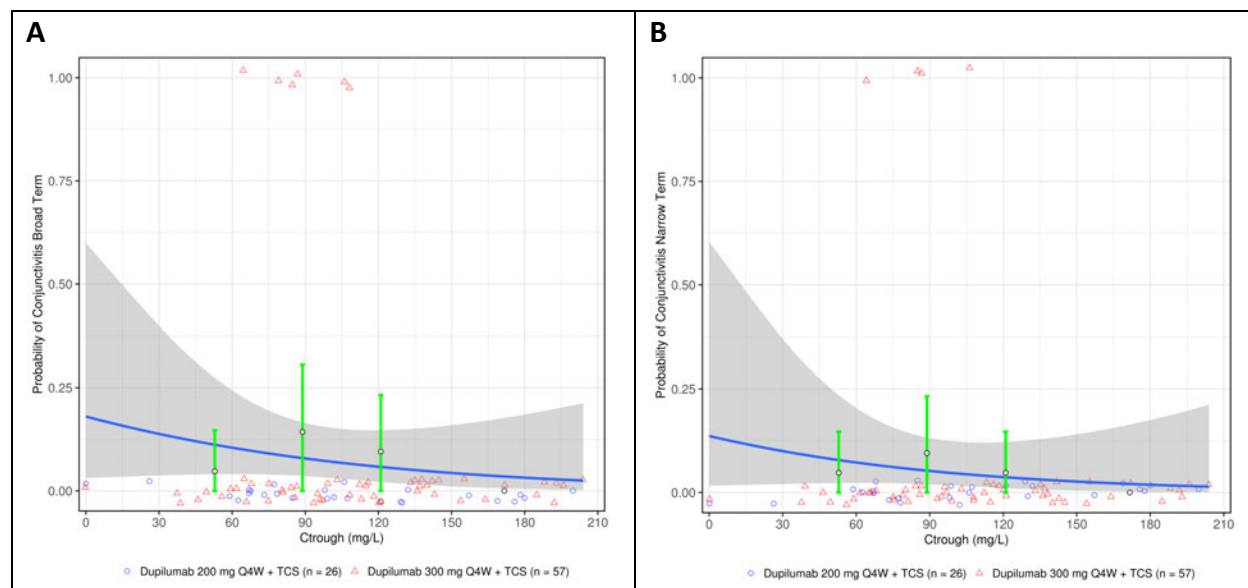 A
Probability of Conjunctivitis Broad Term
1.00
0.75
0.50
0.25
0.00
0
30
60
90
120
150
180
210
Ctrough (mg/L)
Dupilumab 200 mg Q4W + TCS (n = 26)
Dupilumab 300 mg Q4W + TCS (n = 57)
B
Probability of Conjunctivitis Narrow Term
1.00
0.75
0.50
0.25
0.00
0
30
60
90
120
150
180
210
Ctrough (mg/L)
Dupilumab 200 mg Q4W + TCS (n = 26)
Dupilumab 300 mg Q4W + TCS (n = 57)